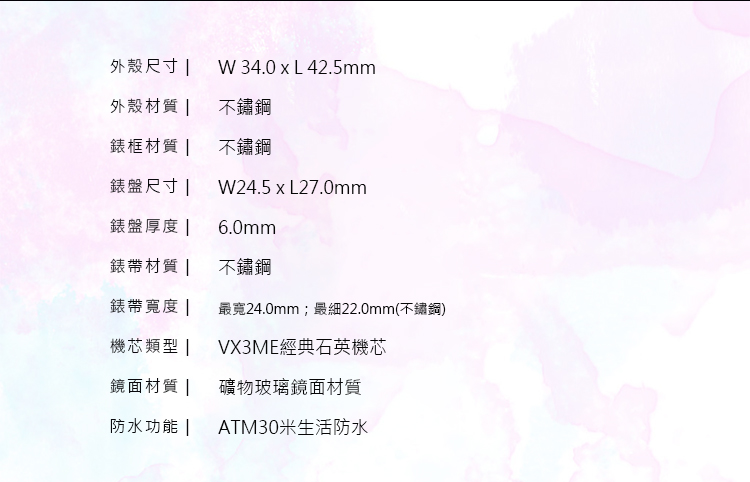 外殼尺寸 | W 34.0 x L 42.5mm
外殼材質 | 不鏽鋼
錶框材質 | 不鏽鋼
錶盤尺寸 | W24.5 x L27.0mm
錶盤厚度 | 6.0mm
錶帶材質 | 不鏽鋼
錶帶寬度 | 最寬24.0mm；最細22.0mm(不鏽鋼)
機芯類型 | VX3ME經典石英機芯
鏡面材質 | 礦物玻璃鏡面材質
防水功能 | ATM30米生活防水